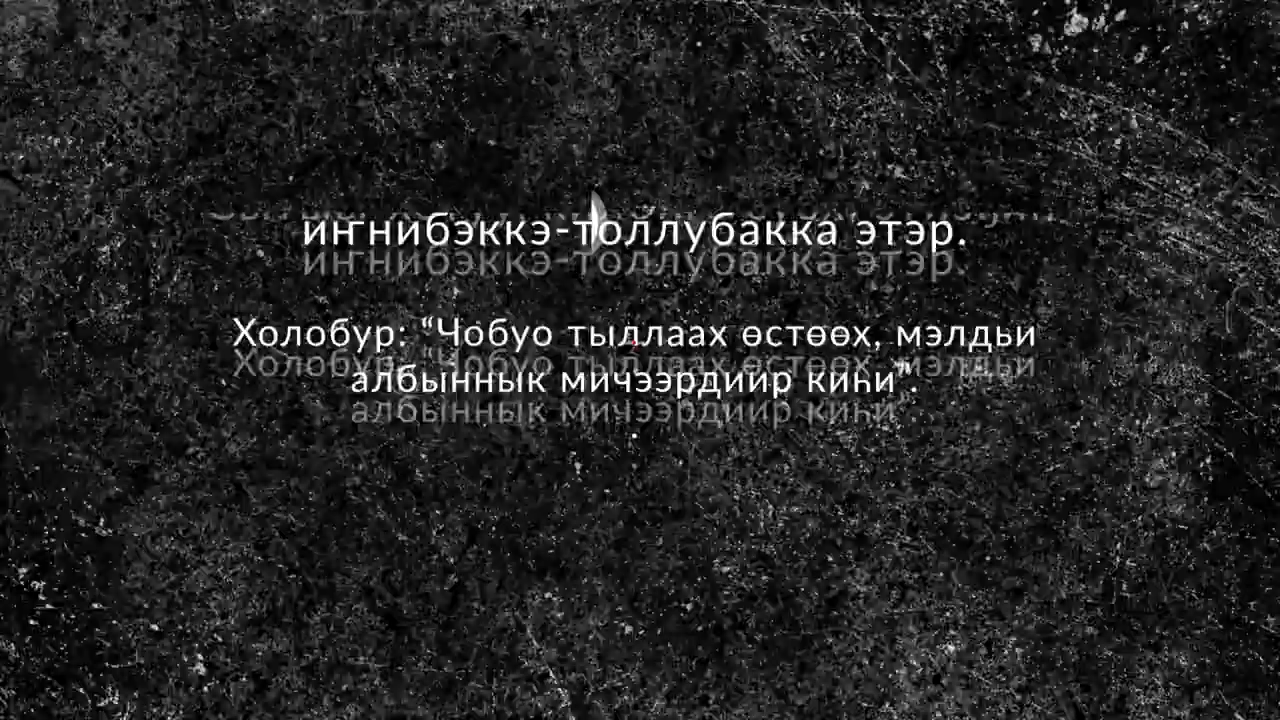 иҥнибэккэ-толлубакка этэр.
Холобур: “Чобуо тыллаах өстөөх, мэлдьи
албыннык мичээрдиир киһи”.